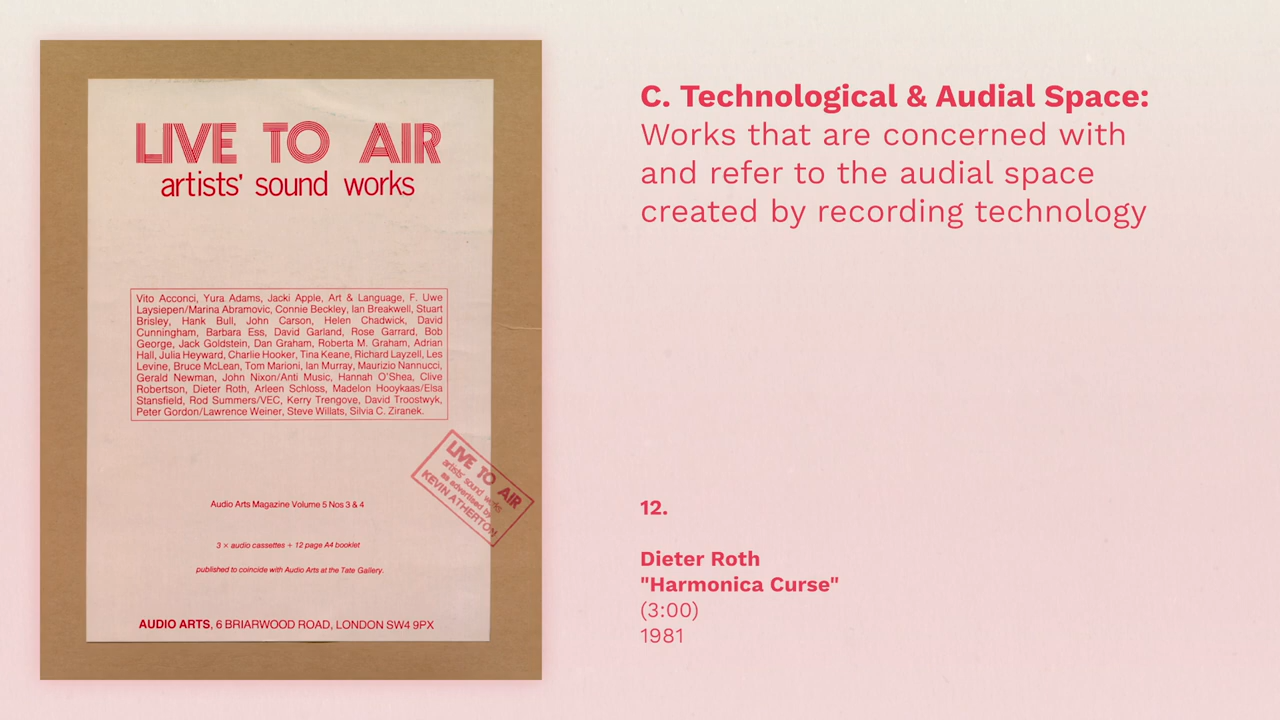 LIVE TO AIR
artists' sound works
Vito Acconci, Yura Adams, Jacki Apple, Art & Language, F. Uwe
Laysiepen/Marina Abramovic, Connie Beckley, Ian Breakwell, Stuart
Brisley, Hank Bull, John Carson, Helen Chadwick, David
Cunningham, Barbara Ess, David Garland, Rose Garrard, Bob
George, Jack Goldstein, Dan Graham, Roberta M. Graham, Adrian
Hall, Julia Heyward, Charlie Hooker, Tina Keane, Richard Layzell, Les
Levine, Bruce McLean, Tom Marioni, Ian Murray, Maurizio Nannucci,
Gerald Newman, John Nixon/Anti Music, Hannah O'Shea, Clive
Robertson, Dieter Roth, Arleen Schloss, Madelon Hooykaas/Elsa
Stansfield, Rod Summers/VEC, Kerry Trengove, David Troostwyk,
Peter Gordon/Lawrence Weiner, Steve Willats, Silvia C. Ziranek.
LIVE TO AIR
artists' sound works
as advertised by
KEVIN ATHERTON
Audio Arts Magazine Volume 5 Nos 3 & 4
3 × audio cassettes + 12 page A4 booklet
published to coincide with Audio Arts at the Tate Gallery.
AUDIO ARTS, 6 BRIARWOOD ROAD, LONDON SW4 9PX
C. Technological & Audial Space:
Works that are concerned with
and refer to the audial space
created by recording technology
12.
Dieter Roth
"Harmonica Curse"
(3:00)
1981